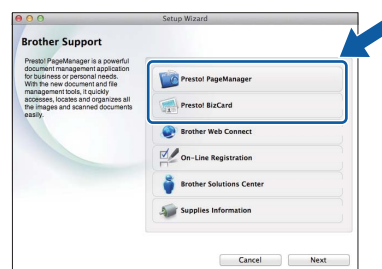 Setup Wizard
Brother Support
Presto! PageManager is a powerful
document management application
for business or personal needs.
With the new document and file
management tools, it quickly
accesses, locates and organizes all
the images and scanned documents
easily.
Presto! PageManager
Presto! BizCard
Brother Web Connect
On-Line Registration
Brother Solutions Center
Supplies Information
Cancel
Next